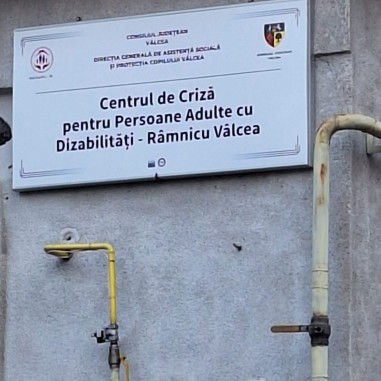 CONSILIUL JUDEȚEAN
VÂLCEA
DIRECȚIA GENERALĂ DE ASISTENȚĂ SOCIALĂ
ȘI PROTECȚIA COPILULUI VÂLCEA
Centrul de Criză
pentru Persoane Adulte cu
Dizabilități - Râmnicu Vâlcea